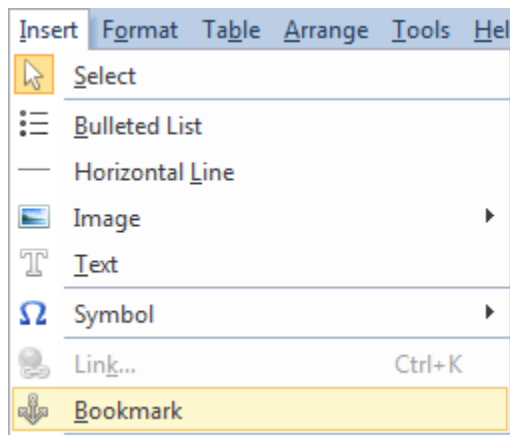 Insert Format Table Arrange Tools Hel
Select
Bulleted List
Horizontal Line
Image
Text
Symbol
Link... Ctrl+K
Bookmark